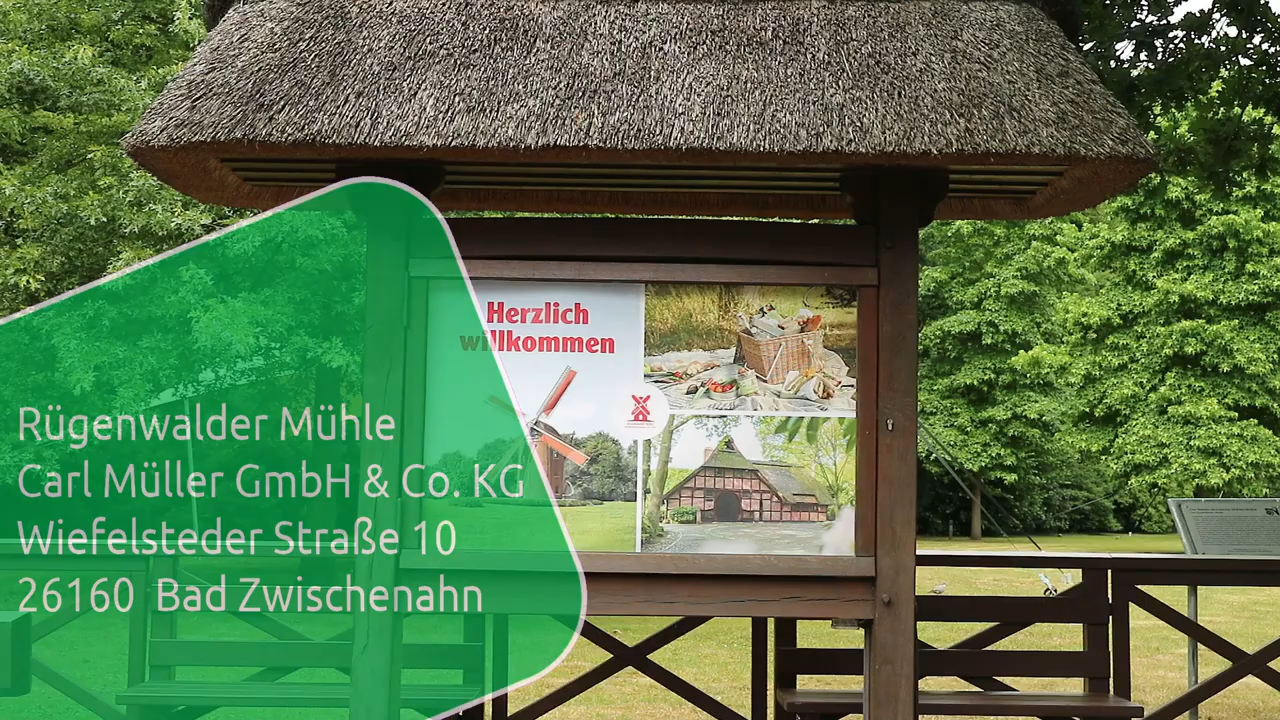 Herzlich
willkommen
Rügenwalder Mühle
Carl Müller GmbH & Co. KG
Wiefelsteder Straße 10
26160 Bad Zwischenahn